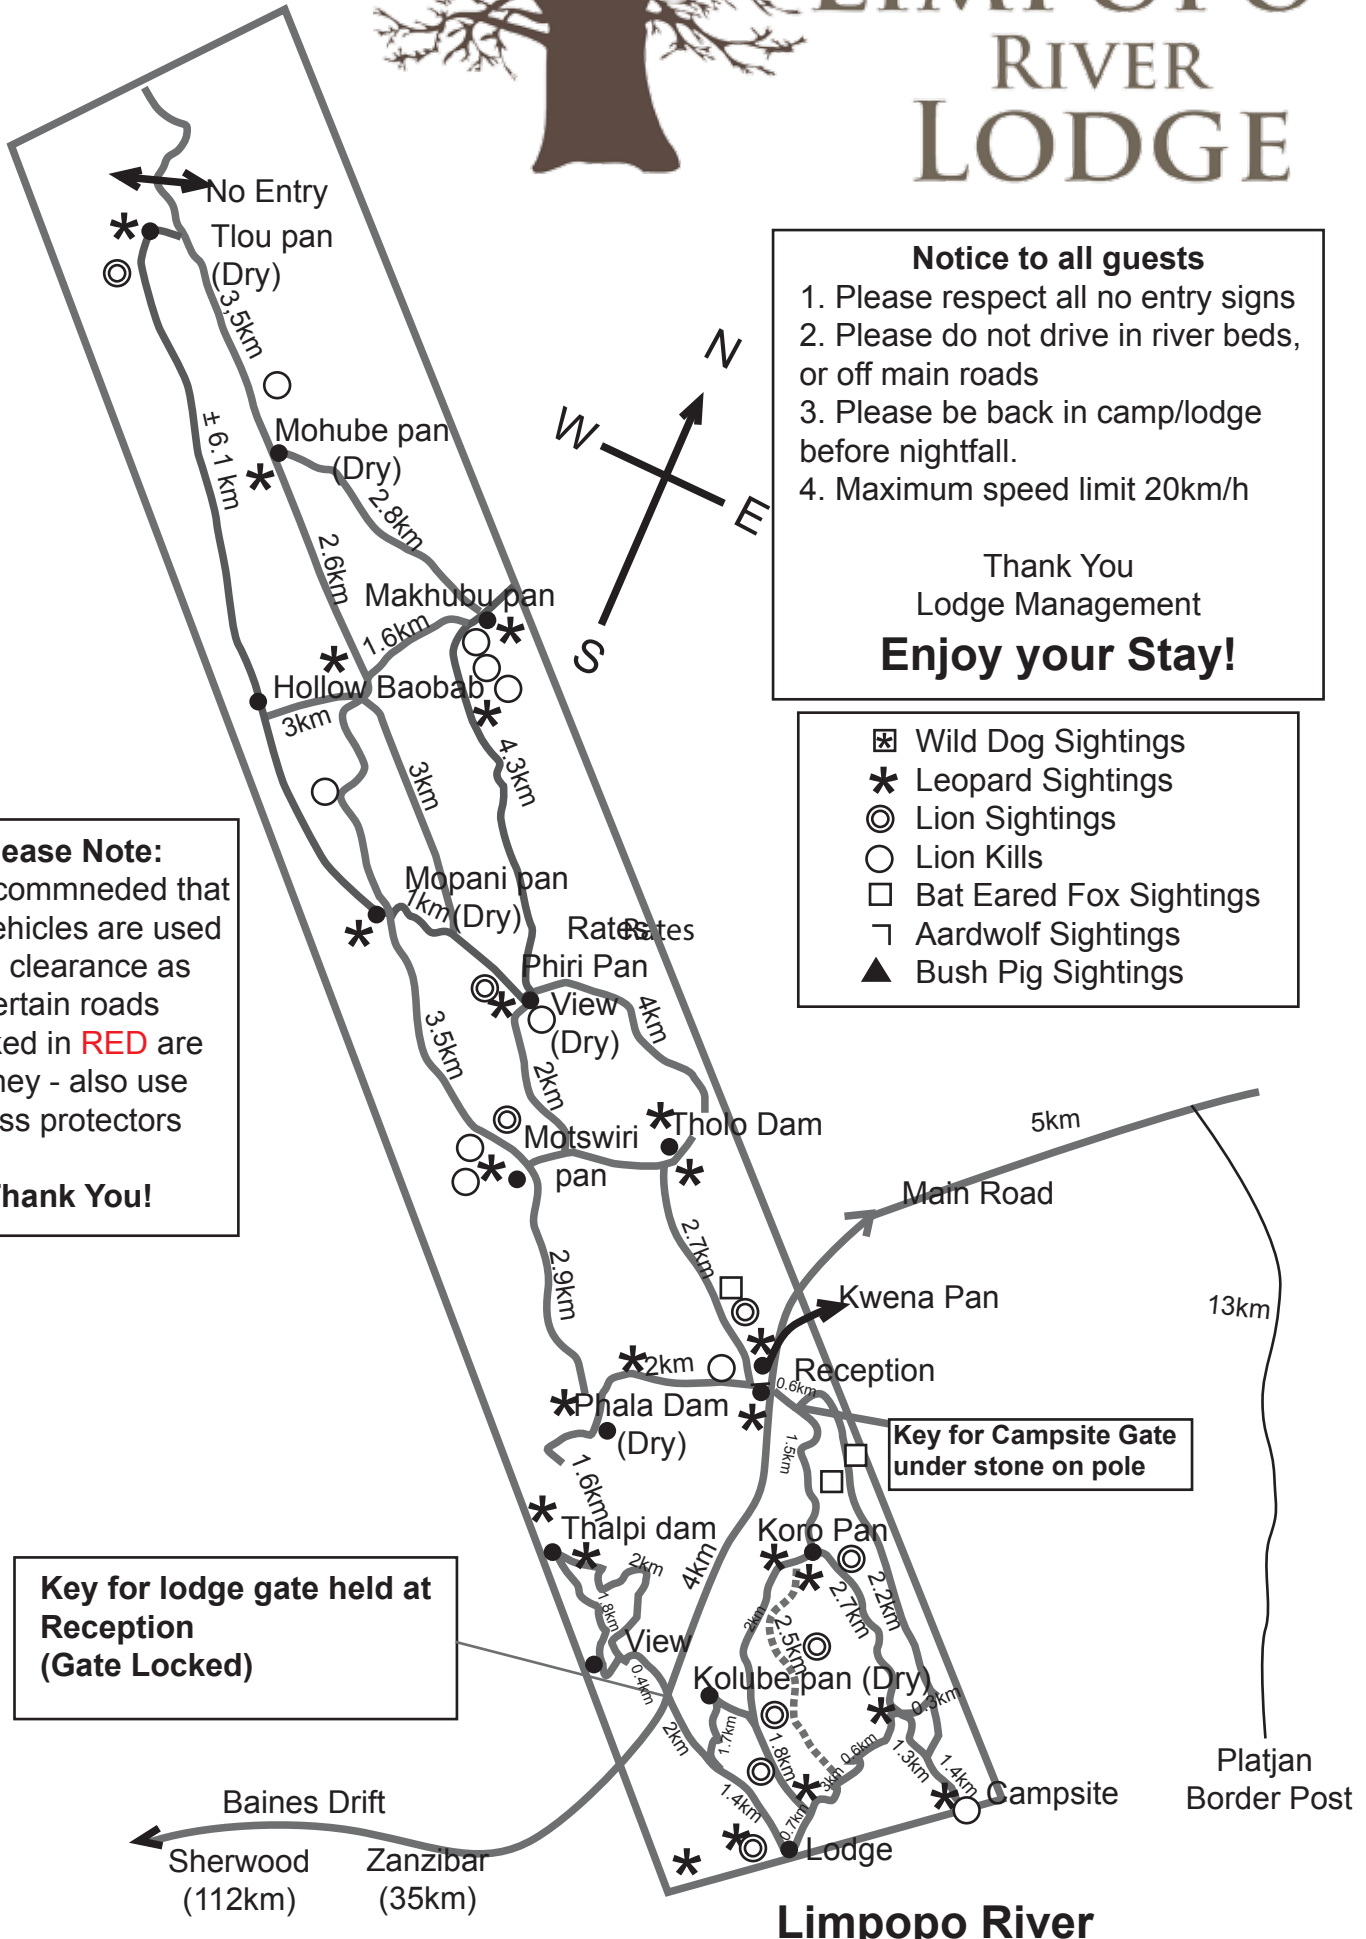 LIMPOPO
RIVER
LODGE
No Entry
Tlou pan
(Dry)
3,5km
± 6.1 km
Mohube pan
(Dry)
2.8km
2.6km
Makhubu pan
1.6km
Hollow Baobab
3km
3km
4.3km
N
W
E
S
Notice to all guests
1. Please respect all no entry signs
2. Please do not drive in river beds,
or off main roads
3. Please be back in camp/lodge
before nightfall.
4. Maximum speed limit 20km/h
Thank You
Lodge Management
Enjoy your Stay!
Wild Dog Sightings
Leopard Sightings
Lion Sightings
Lion Kills
Bat Eared Fox Sightings
Aardwolf Sightings
Bush Pig Sightings
ease Note:
commneded that
ehicles are used
clearance as
ertain roads
ked in RED are
ney - also use
ss protectors
hank You!
Mopani pan
1km
(Dry)
Rates
Rates
Phiri Pan
View
(Dry)
4km
3.5km
2km
Motswiri
pan
Tholo Dam
5km
Main Road
2.7km
2.9km
Kwena Pan
13km
2km
Reception
0.6km
Phala Dam
(Dry)
Key for Campsite Gate
under stone on pole
1.5km
1.6km
Thalpi dam
Koro Pan
2km
4km
1.8km
2km
2.5km
2.7km
2.2km
Key for lodge gate held at
Reception
(Gate Locked)
View
0.4km
Kolube pan (Dry)
0.3km
2km
1.7km
1.8km
0.6km
1.3km
1.4km
3km
1.4km
0.7km
Campsite
Platjan
Border Post
Baines Drift
Sherwood
(112km)
Zanzibar
(35km)
Lodge
Limpopo River